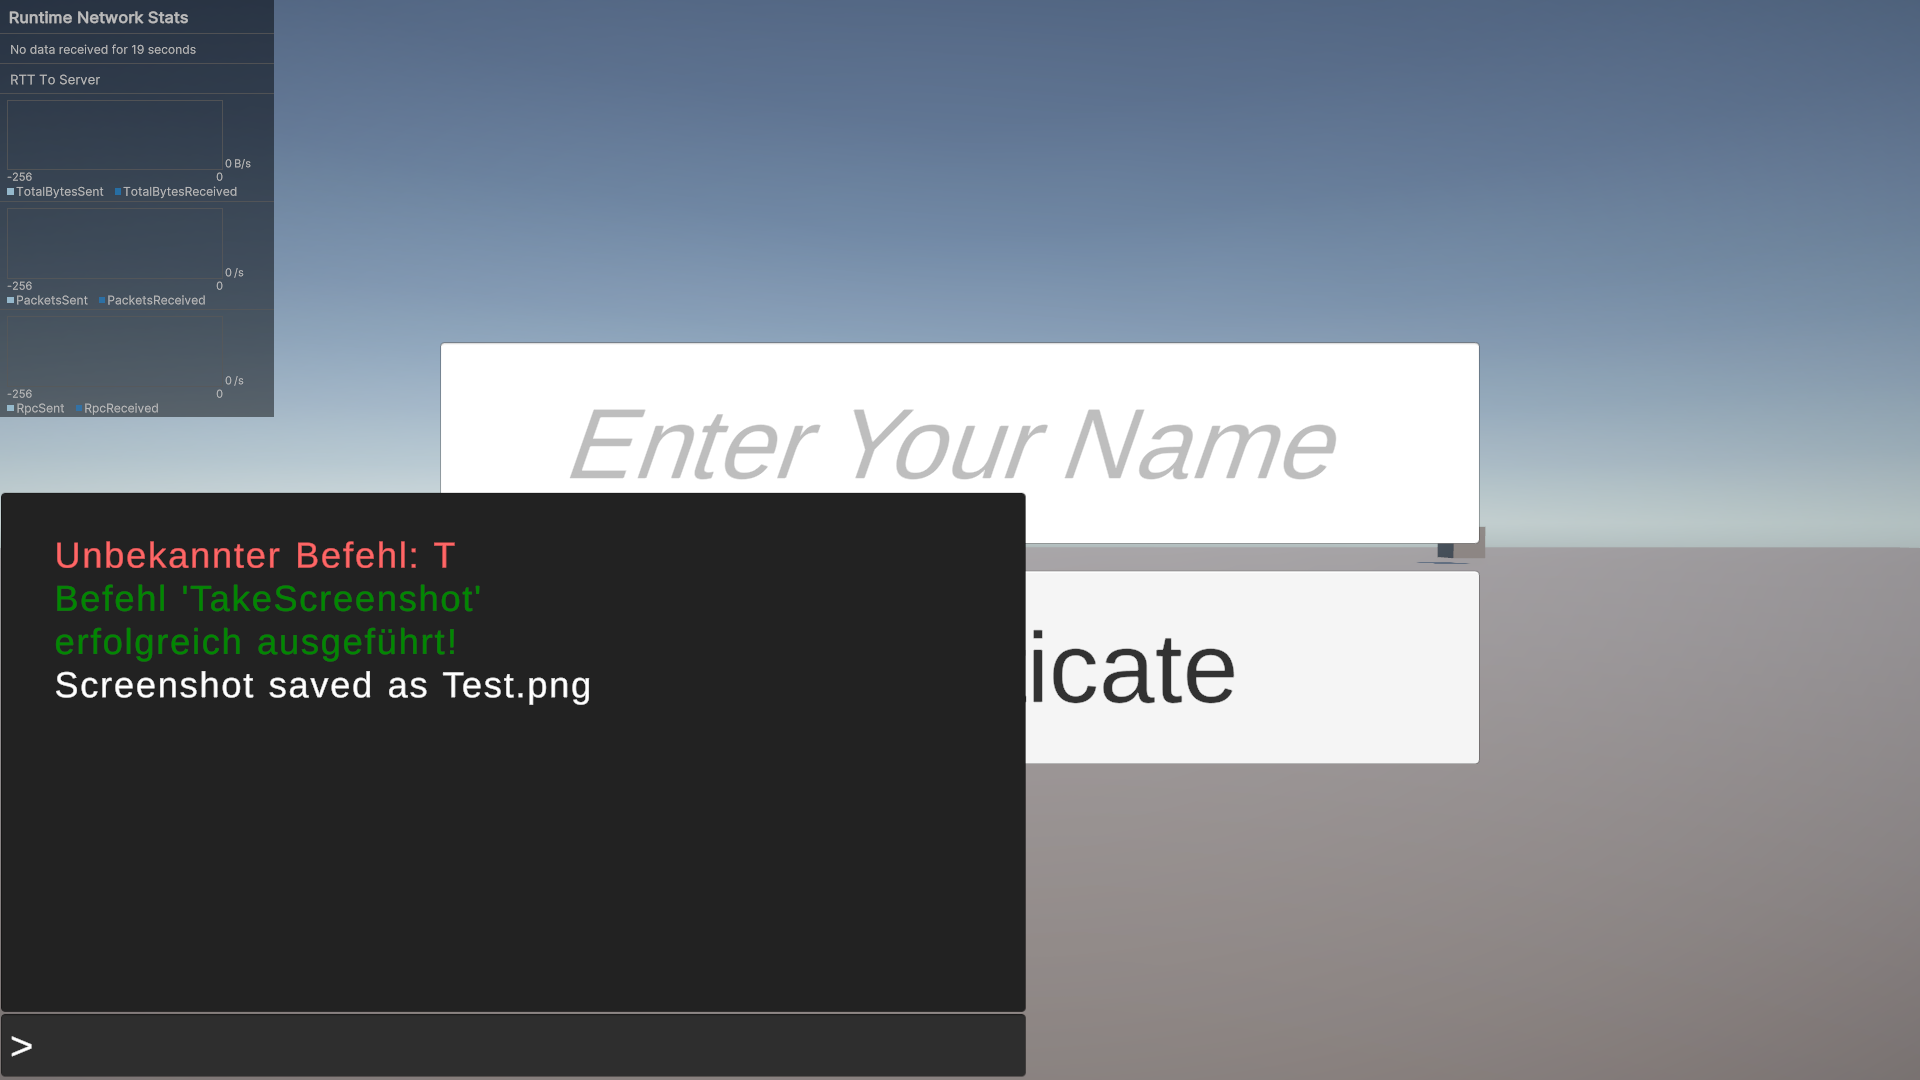 Runtime Network Stats
No data received for 19 seconds
RTT To Server
0 B/s
-256 0
TotalBytesSent TotalBytesReceived
0 /s
-256 0
PacketsSent PacketsReceived
0 /s
-256 0
RpcSent RpcReceived
Enter Your Name
icate
Unbekannter Befehl: T
Befehl 'TakeScreenshot'
erfolgreich ausgeführt!
Screenshot saved as Test.png
>